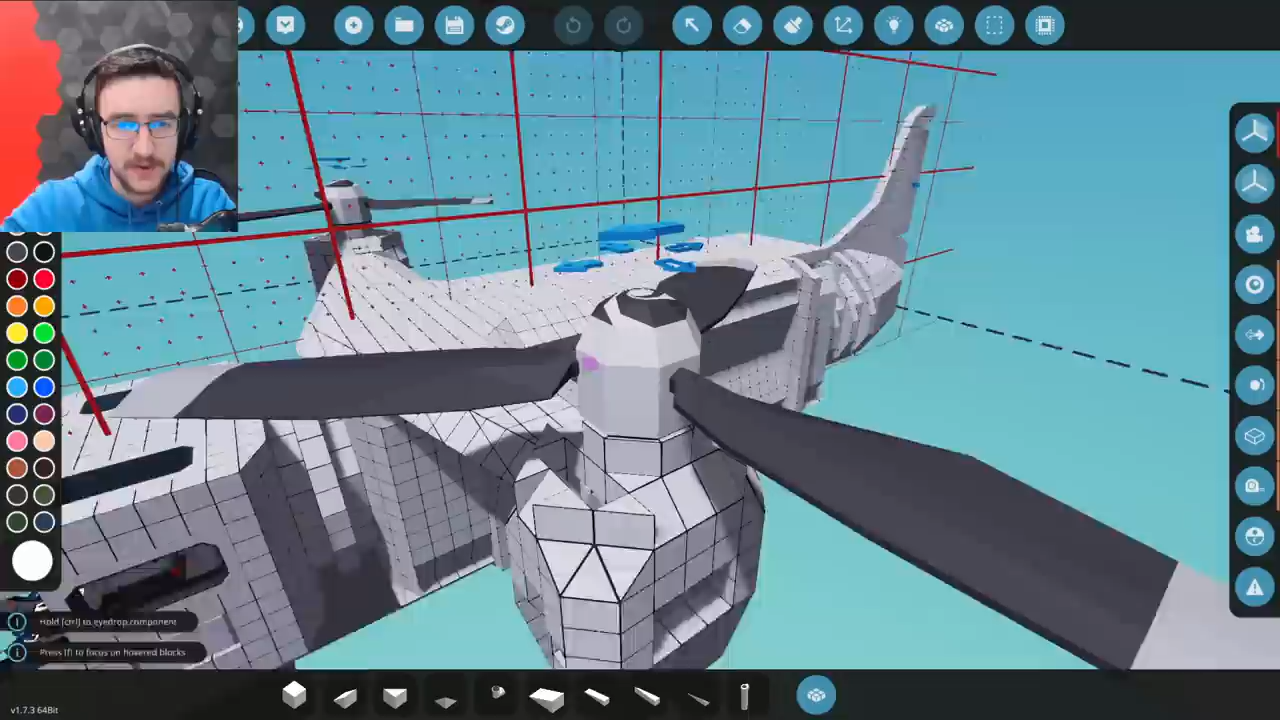 Hold [ctrl] to eyedrop component
Press [f] to focus on hovered blocks
v1.7.3 64Bit